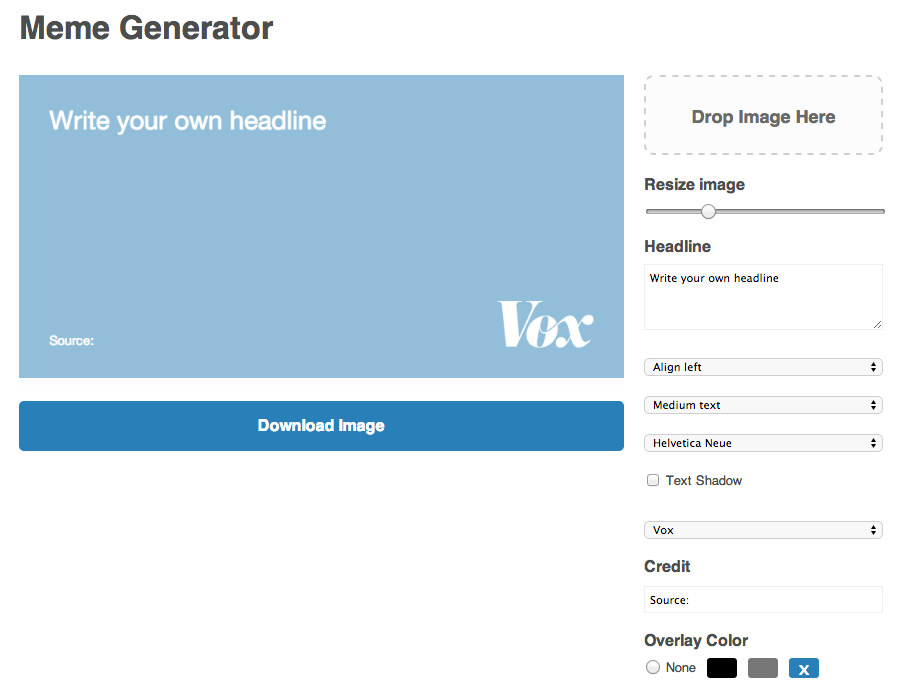 Meme Generator
Write your own headline
Source:
Vox
Download Image
Drop Image Here
Resize image
Headline
Write your own headline
Align left
Medium text
Helvetica Neue
Text Shadow
Vox
Credit
Source:
Overlay Color
None
x